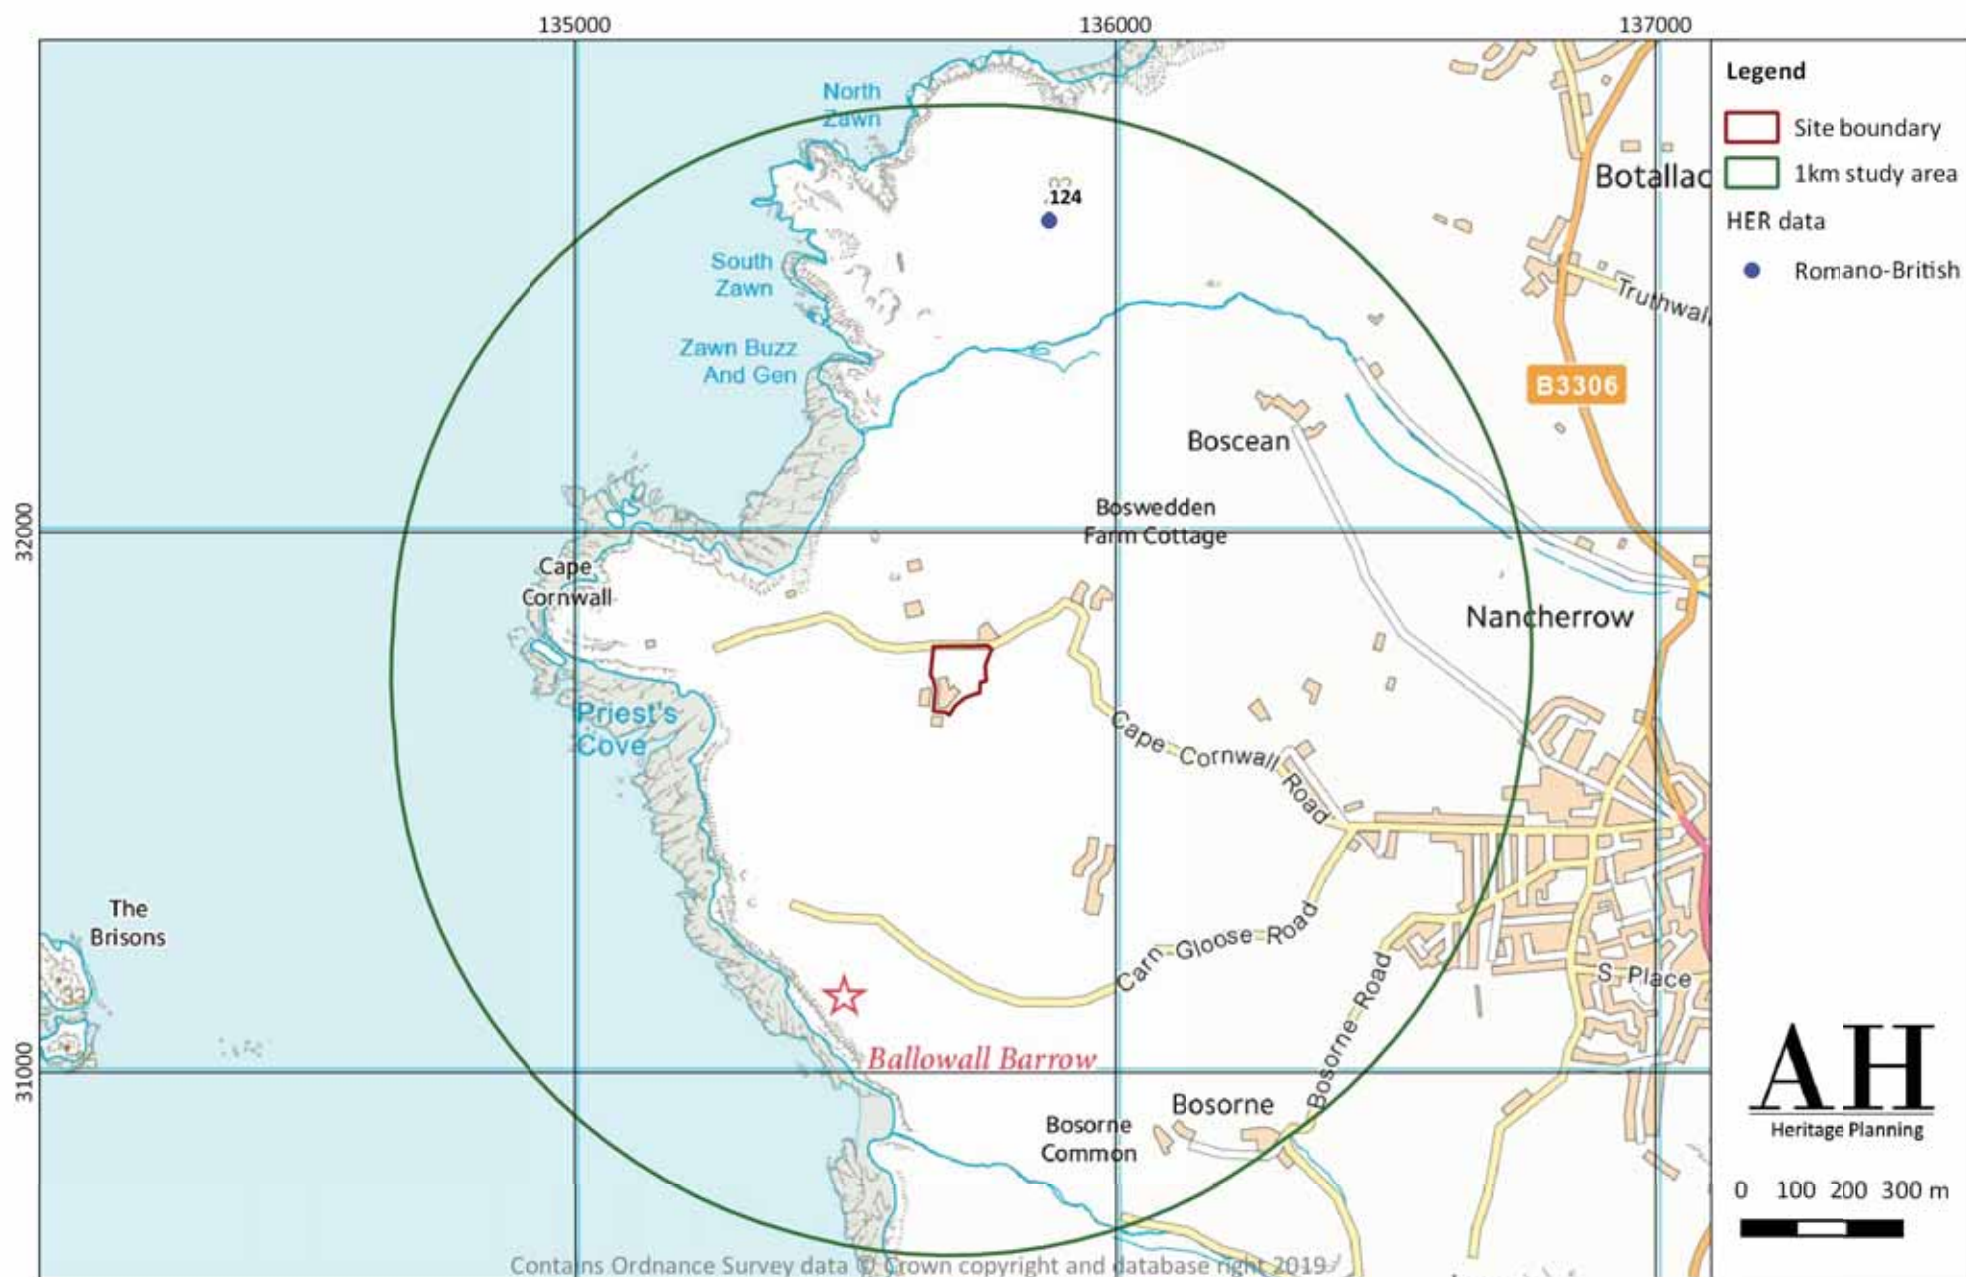 135000
136000
137000
32000
31000
North
Zawn
124
South
Zawn
Zawn Buzz
And Gen
Botallac
Truthwal
B3306
Boscean
Boswedden
Farm Cottage
Cape
Cornwall
Nancherrow
Priest's
Cove
Cape Cornwall Road
The
Brisons
Carn Gloose Road
S Place
Bosorne Road
Ballowall Barrow
Bosorne
Bosorne
Common
Contains Ordnance Survey data © Crown copyright and database right 2019
Legend
Site boundary
1km study area
HER data
Romano-British
AH
Heritage Planning
0 100 200 300 m